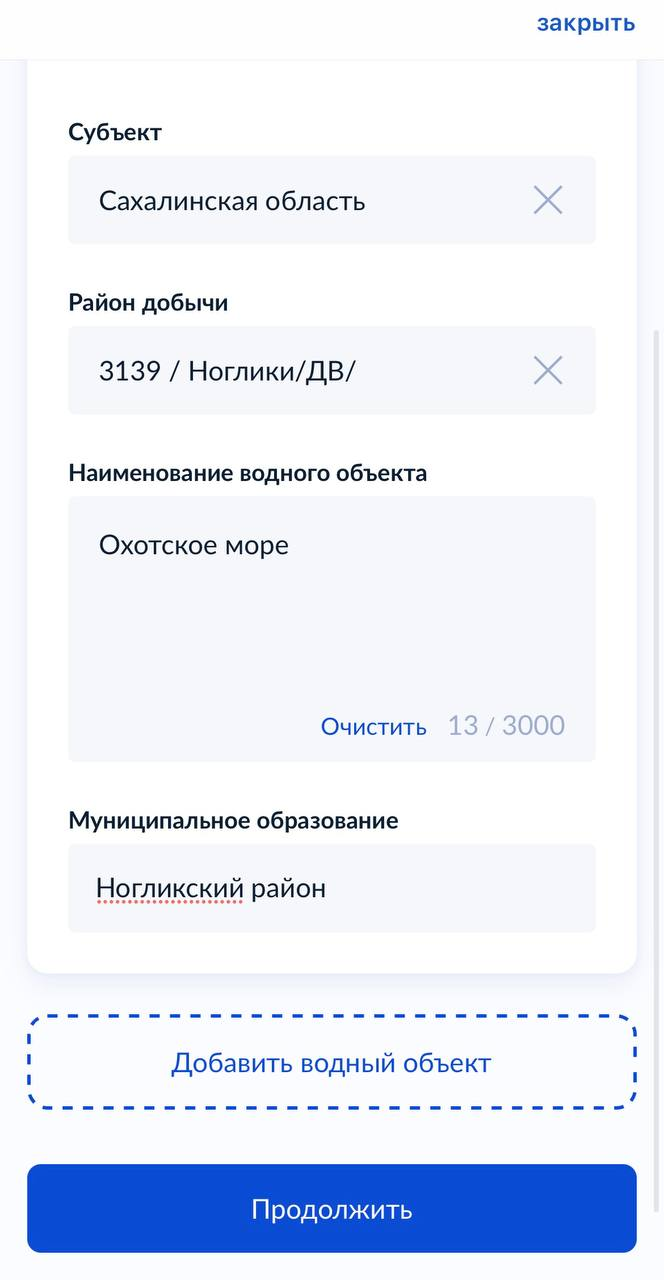 закрыть
Субъект
Сахалинская область
Район добычи
3139 / Ноглики/ДВ/
Наименование водного объекта
Охотское море
Очистить 13 / 3000
Муниципальное образование
Ногликский район
Добавить водный объект
Продолжить